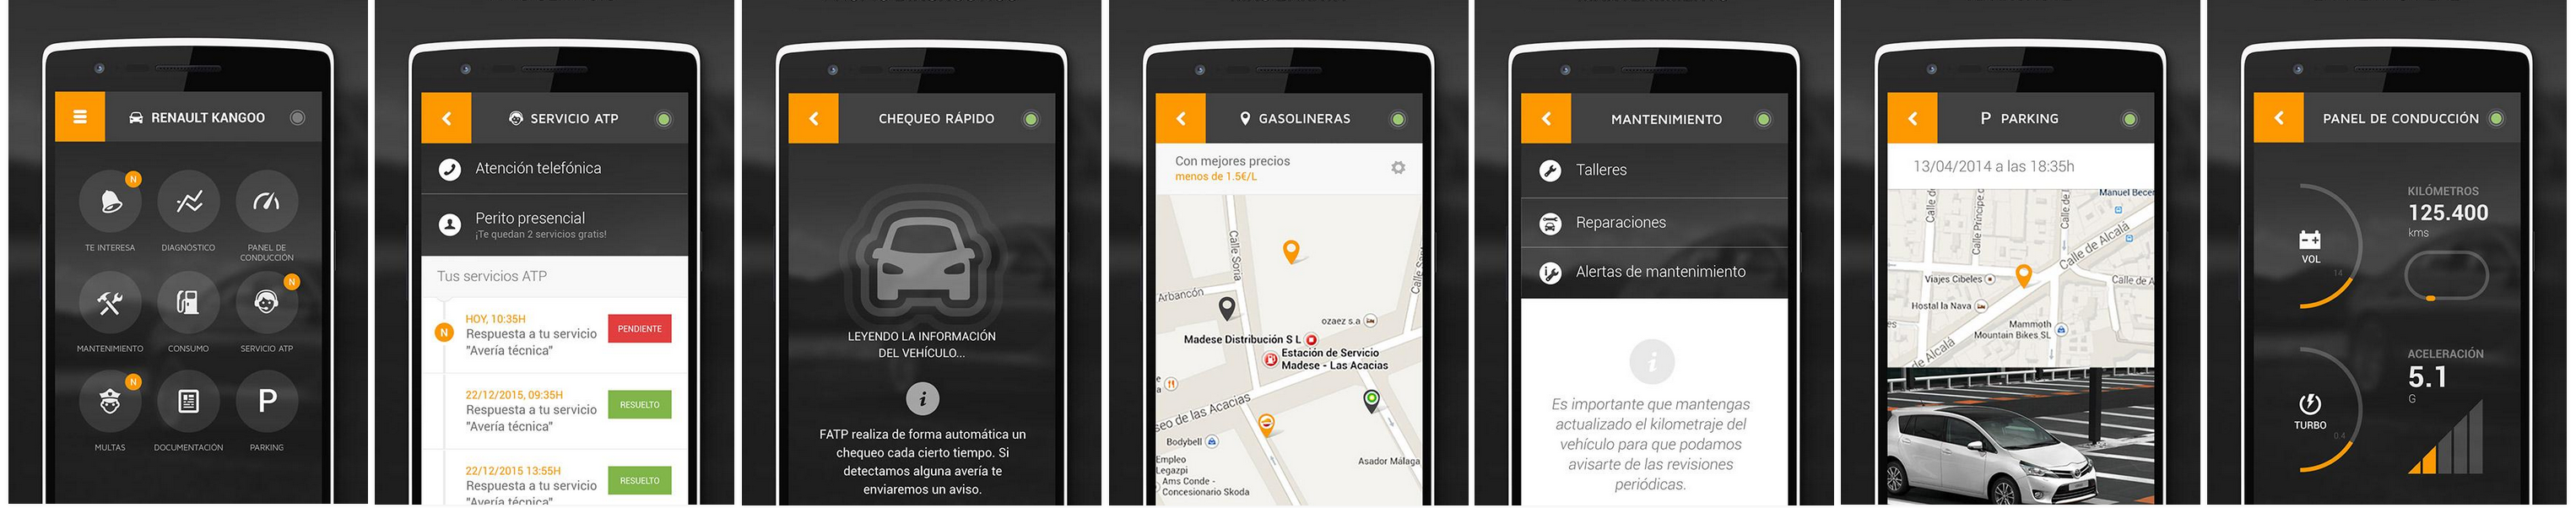 RENAULT KANGOO
N
TE INTERESA
DIAGNÓSTICO
PANEL DE
CONDUCCIÓN
N
MANTENIMIENTO
CONSUMO
SERVICIO ATP
N
P
MULTAS
DOCUMENTACIÓN
PARKING
SERVICIO ATP
Atención telefónica
Perito presencial
¡Te quedan 2 servicios gratis!
Tus servicios ATP
HOY, 10:35H
N
Respuesta a tu servicio
"Avería técnica"
PENDIENTE
22/12/2015, 09:35H
Respuesta a tu servicio
"Avería técnica"
RESUELTO
22/12/2015 13:55H
Respuesta a tu servicio
"Avería técnica"
RESUELTO
CHEQUEO RÁPIDO
LEYENDO LA INFORMACIÓN
DEL VEHÍCULO...
i
FATP realiza de forma automática un
chequeo cada cierto tiempo. Si
detectamos alguna avería te
enviaremos un aviso.
GASOLINERAS
Con mejores precios
menos de 1.5€/L
Calle Soria
Arbancón
ozaez s.a
Madese Distribución S L
Estación de Servicio
Madese - Las Acacias
seo de las Acacias
Bodybell
Empleo
Legazpi
Asador Málaga
Ams Conde -
Concesionario Skoda
MANTENIMIENTO
Talleres
Reparaciones
Alertas de mantenimiento
i
Es importante que mantengas
actualizado el kilometraje del
vehículo para que podamos
avisarte de las revisiones
periódicas.
P PARKING
13/04/2014 a las 18:35h
Manuel Becer
Calle d
Calle Príncipe
Calle de
Calle de Alcalá
Viajes Cibeles
Calle de A
Hostal la Nava
es
Mammoth
Mountain Bikes SL
de Alcalá
PANEL DE CONDUCCIÓN
KILÓMETROS
125.400
kms
VOL
14
ACELERACIÓN
5.1
G
TURBO
0,4